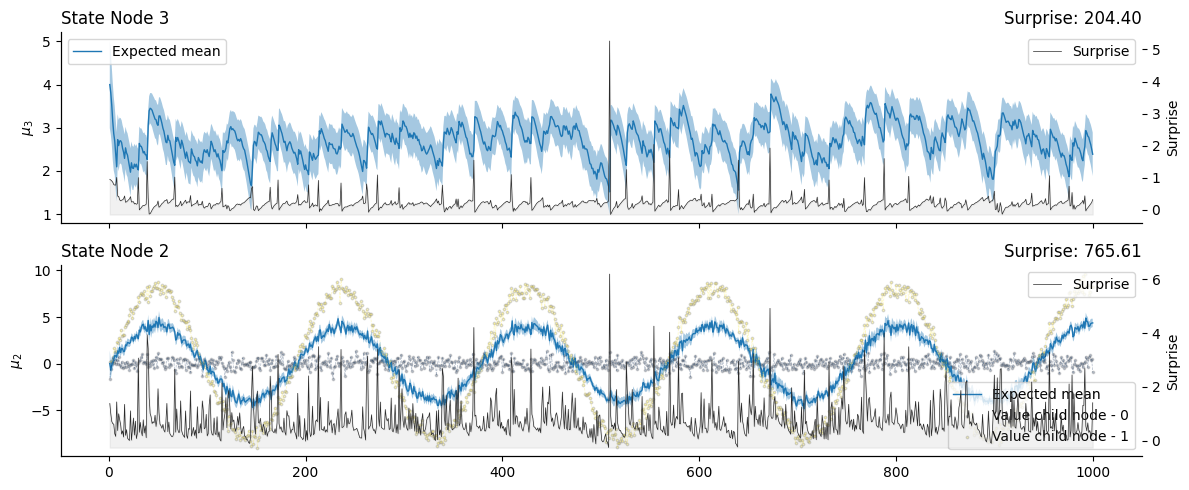 State Node 3
Surprise: 204.40
Expected mean
Surprise
5
4
3
2
1
μ3
5
4
3
2
1
0
Surprise
State Node 2
Surprise: 765.61
Surprise
10
5
0
−5
μ2
6
4
2
0
Surprise
Expected mean
Value child node - 0
Value child node - 1
0
200
400
600
800
1000